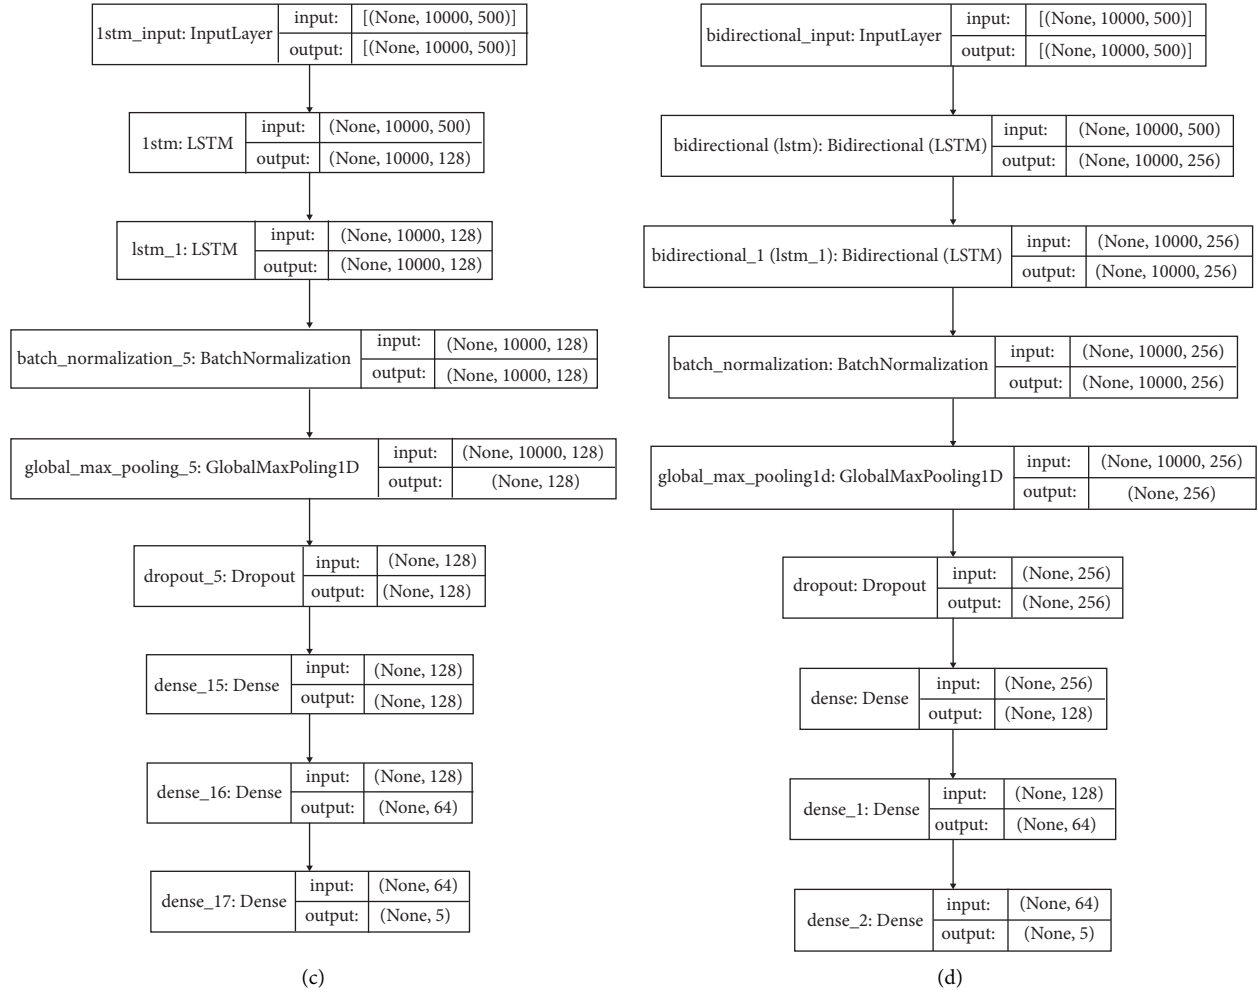 1stm_input: InputLayer
input: [(None, 10000, 500)]
output: [(None, 10000, 500)]
1stm: LSTM
input: (None, 10000, 500)
output: (None, 10000, 128)
lstm_1: LSTM
input: (None, 10000, 128)
output: (None, 10000, 128)
batch_normalization_5: BatchNormalization
input: (None, 10000, 128)
output: (None, 10000, 128)
global_max_pooling_5: GlobalMaxPoling1D
input: (None, 10000, 128)
output: (None, 128)
dropout_5: Dropout
input: (None, 128)
output: (None, 128)
dense_15: Dense
input: (None, 128)
output: (None, 128)
dense_16: Dense
input: (None, 128)
output: (None, 64)
dense_17: Dense
input: (None, 64)
output: (None, 5)
(c)
bidirectional_input: InputLayer
input: [(None, 10000, 500)]
output: [(None, 10000, 500)]
bidirectional (lstm): Bidirectional (LSTM)
input: (None, 10000, 500)
output: (None, 10000, 256)
bidirectional_1 (lstm_1): Bidirectional (LSTM)
input: (None, 10000, 256)
output: (None, 10000, 256)
batch_normalization: BatchNormalization
input: (None, 10000, 256)
output: (None, 10000, 256)
global_max_pooling1d: GlobalMaxPooling1D
input: (None, 10000, 256)
output: (None, 256)
dropout: Dropout
input: (None, 256)
output: (None, 256)
dense: Dense
input: (None, 256)
output: (None, 128)
dense_1: Dense
input: (None, 128)
output: (None, 64)
dense_2: Dense
input: (None, 64)
output: (None, 5)
(d)